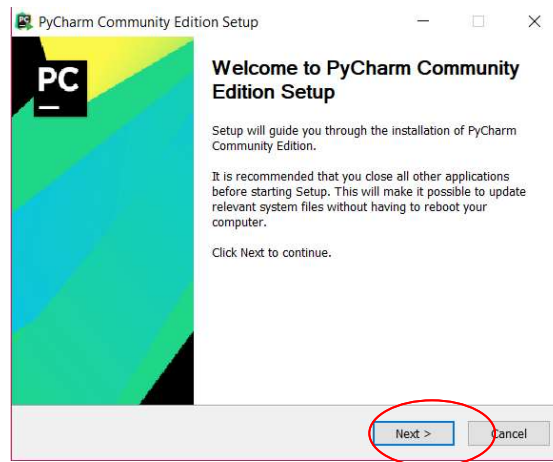 PyCharm Community Edition Setup
PC
Welcome to PyCharm Community
Edition Setup
Setup will guide you through the installation of PyCharm
Community Edition.
It is recommended that you close all other applications
before starting Setup. This will make it possible to update
relevant system files without having to reboot your
computer.
Click Next to continue.
Next >
Cancel